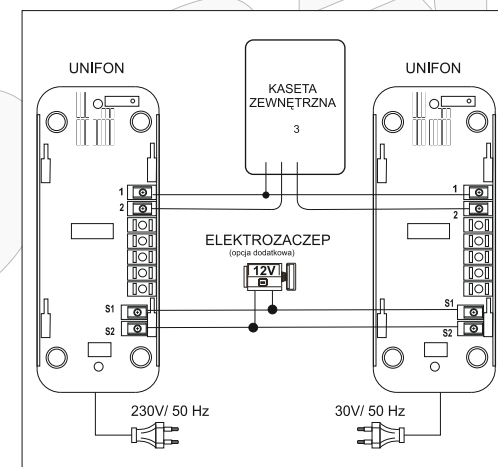 UNIFON
UNIFON
KASETA
ZEWNĘTRZNA
3
1
2
1
2
ELEKTROZACZEP
(opcja dodatkowa)
12V
S1
S2
S1
S2
230V/ 50 Hz
30V/ 50 Hz